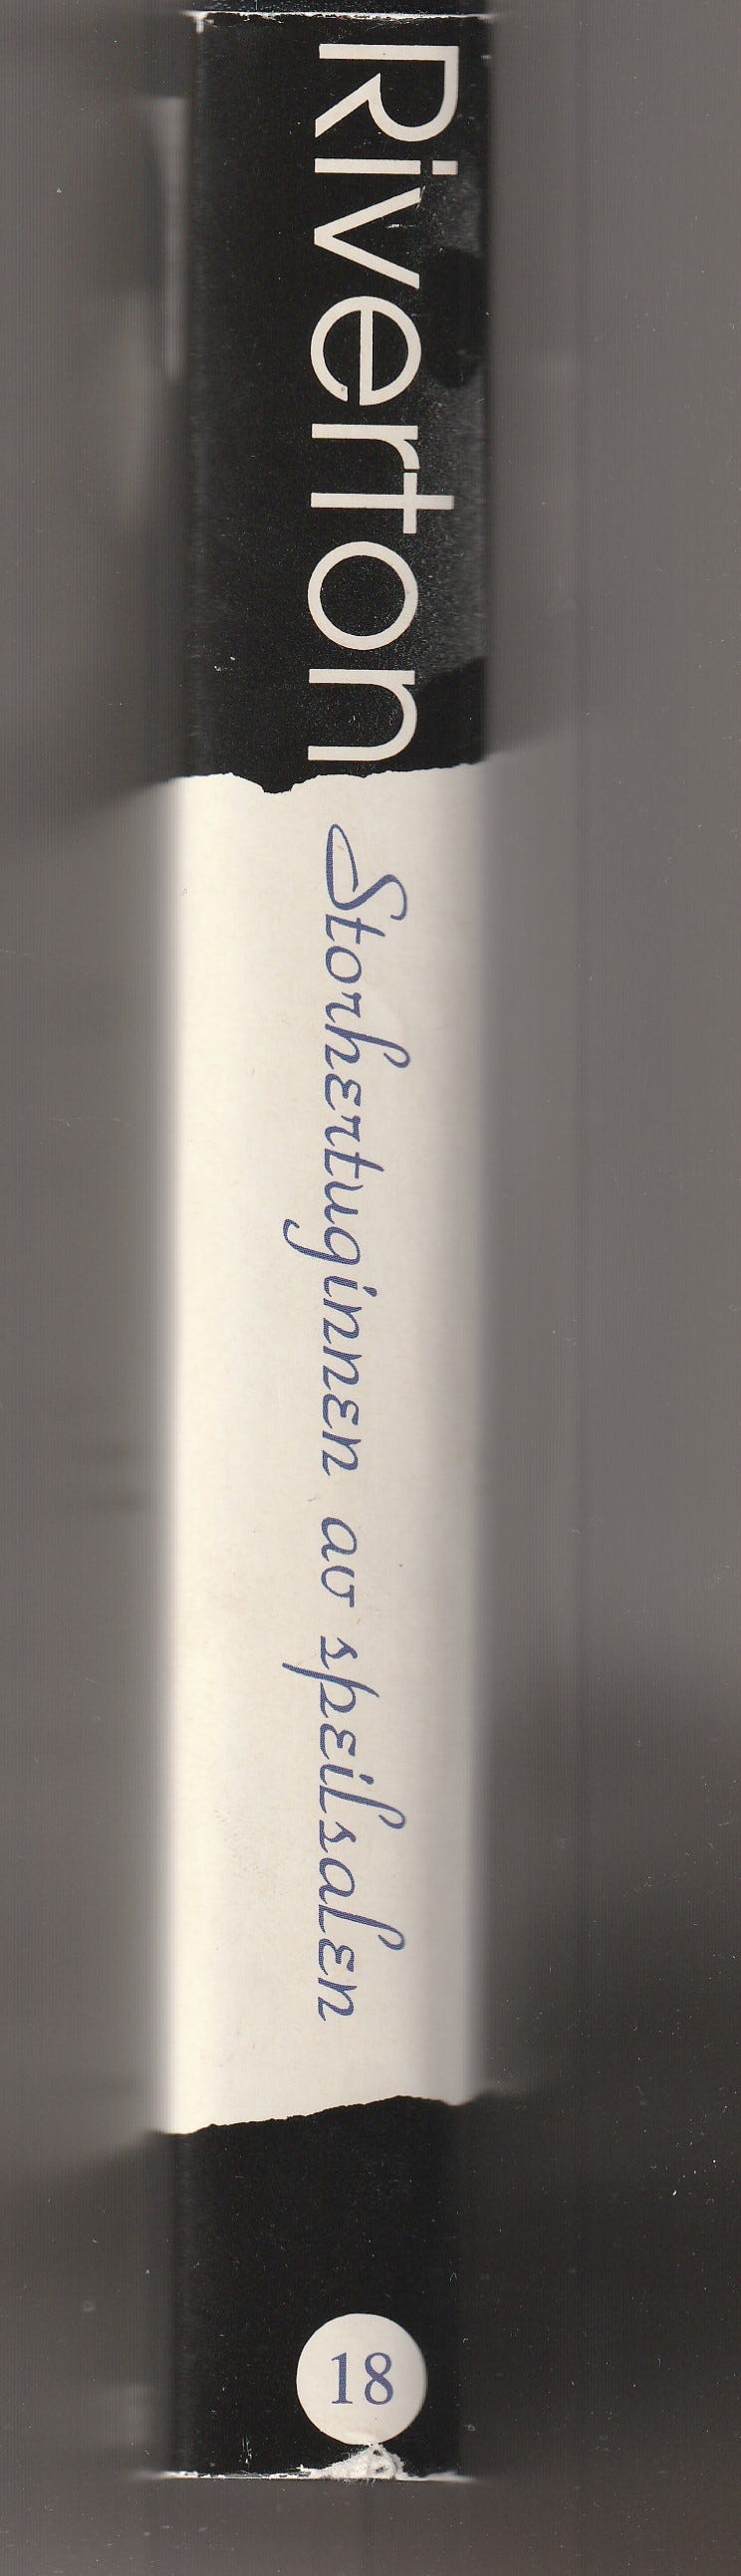 Riverton
Storhertuginnen av speilsalen
18